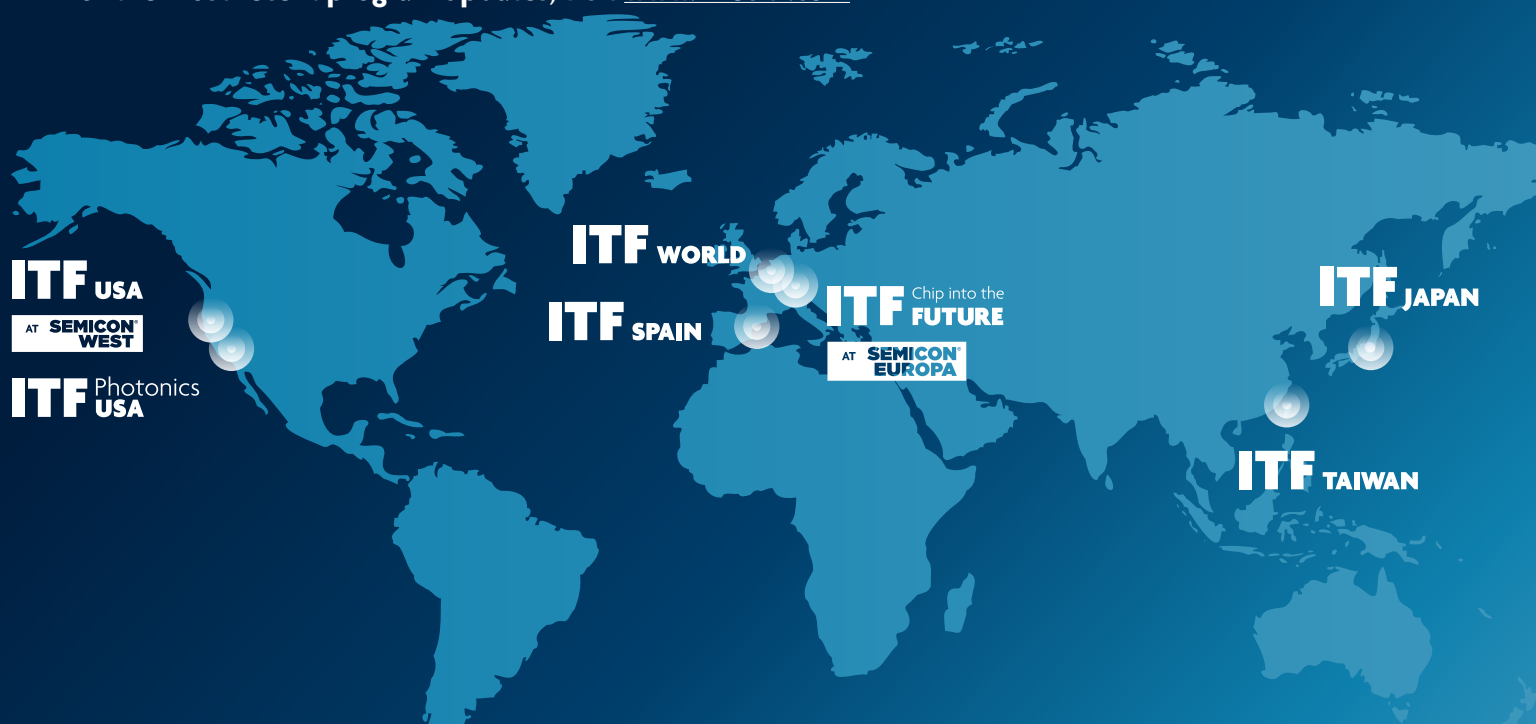 ITF WORLD
ITF USA
AT SEMICON® WEST
ITF Photonics USA
ITF SPAIN
ITF Chip into the FUTURE
AT SEMICON® EUROPA
ITF JAPAN
ITF TAIWAN